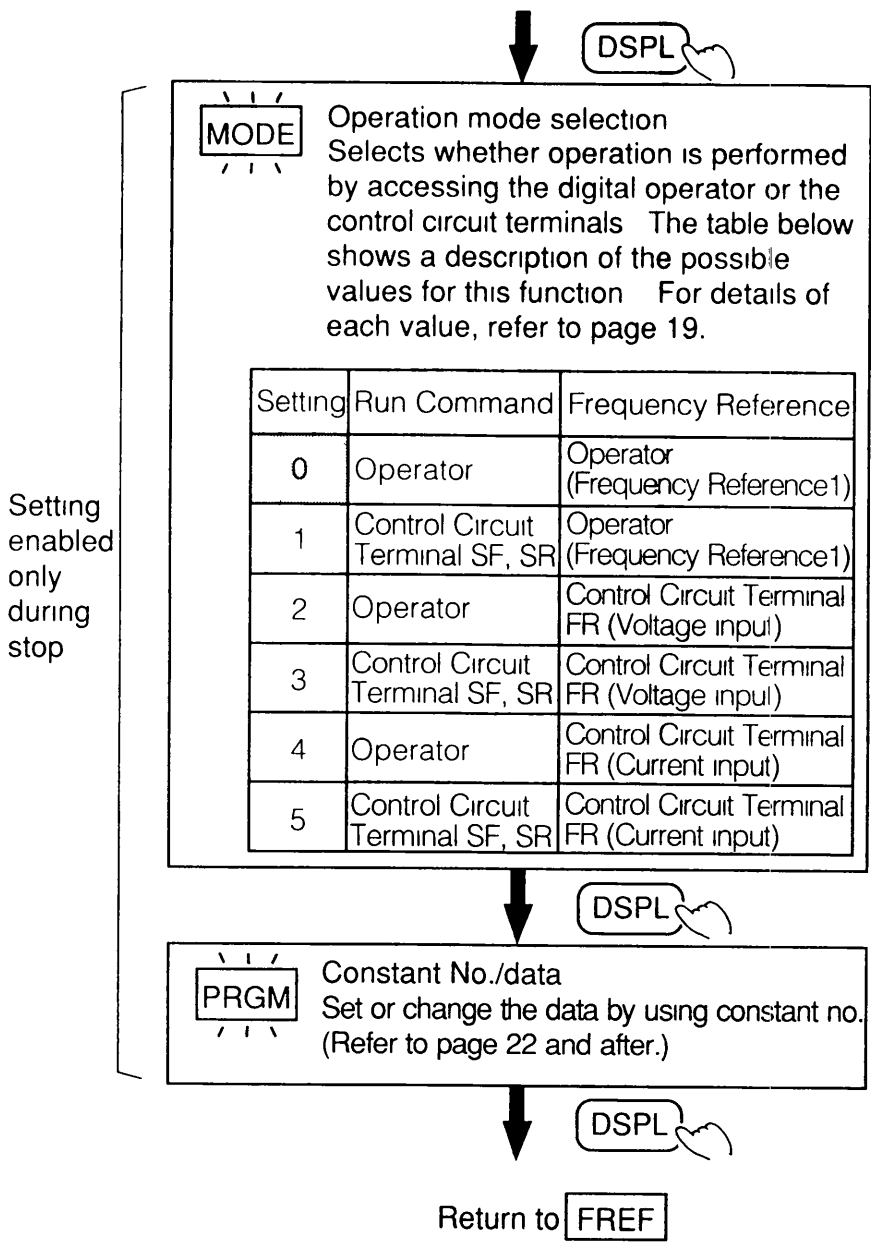 DSPL
MODE
Operation mode selection
Selects whether operation is performed
by accessing the digital operator or the
control circuit terminals The table below
shows a description of the possible
values for this function For details of
each value, refer to page 19.
Setting Run Command Frequency Reference
0 Operator Operator (Frequency Reference1)
1 Control Circuit Terminal SF, SR Operator (Frequency Reference1)
2 Operator Control Circuit Terminal FR (Voltage input)
3 Control Circuit Terminal SF, SR Control Circuit Terminal FR (Voltage input)
4 Operator Control Circuit Terminal FR (Current input)
5 Control Circuit Terminal SF, SR Control Circuit Terminal FR (Current input)
Setting
enabled
only
during
stop
DSPL
PRGM
Constant No./data
Set or change the data by using constant no.
(Refer to page 22 and after.)
DSPL
Return to FREF